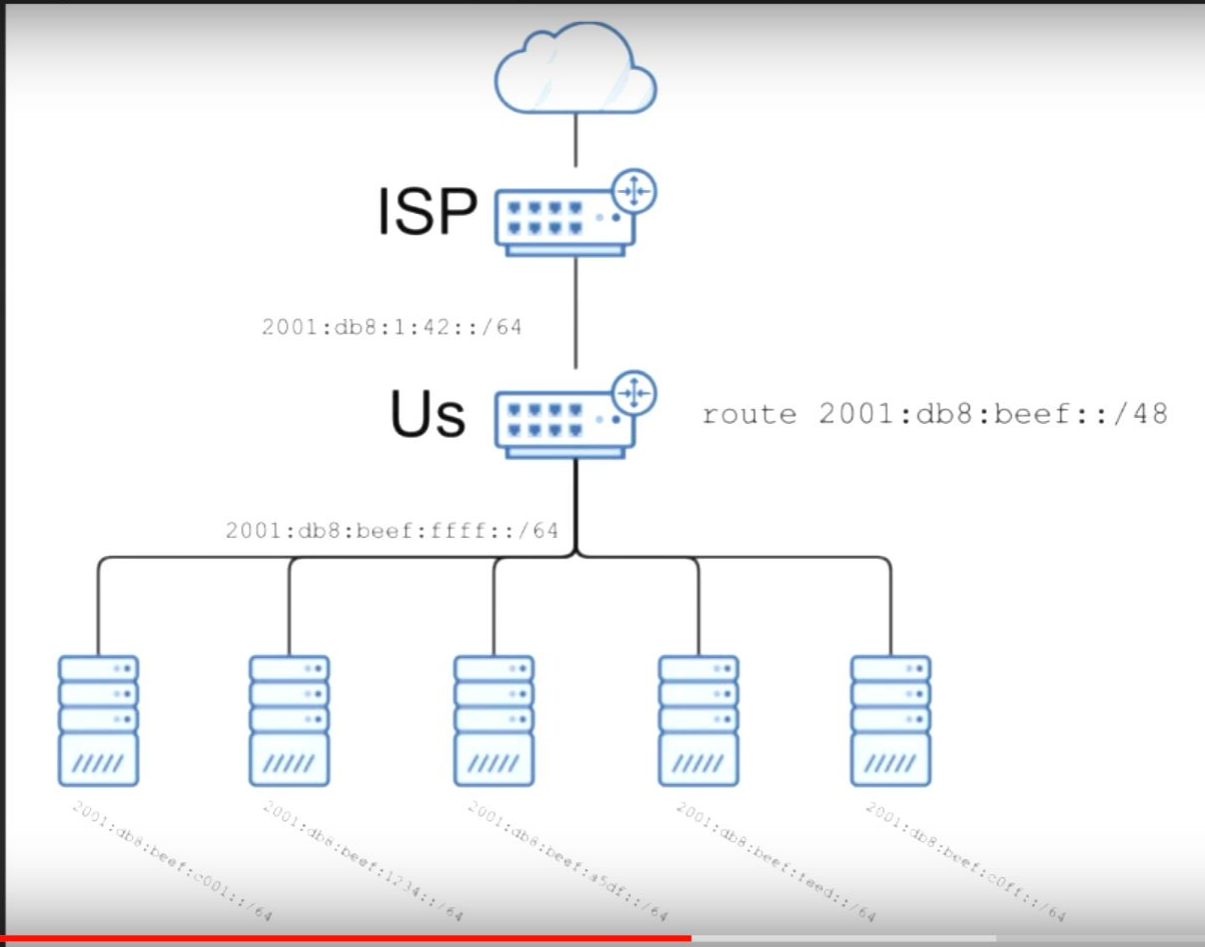 ISP
2001:db8:1:42::/64
Us
route 2001:db8:beef::/48
2001:db8:beef:ffff::/64
2001:db8:beef:c001::/64
2001:db8:beef:1234::/64
2001:db8:beef:a5df::/64
2001:db8:beef:feed::/64
2001:db8:beef:c0ff::/64